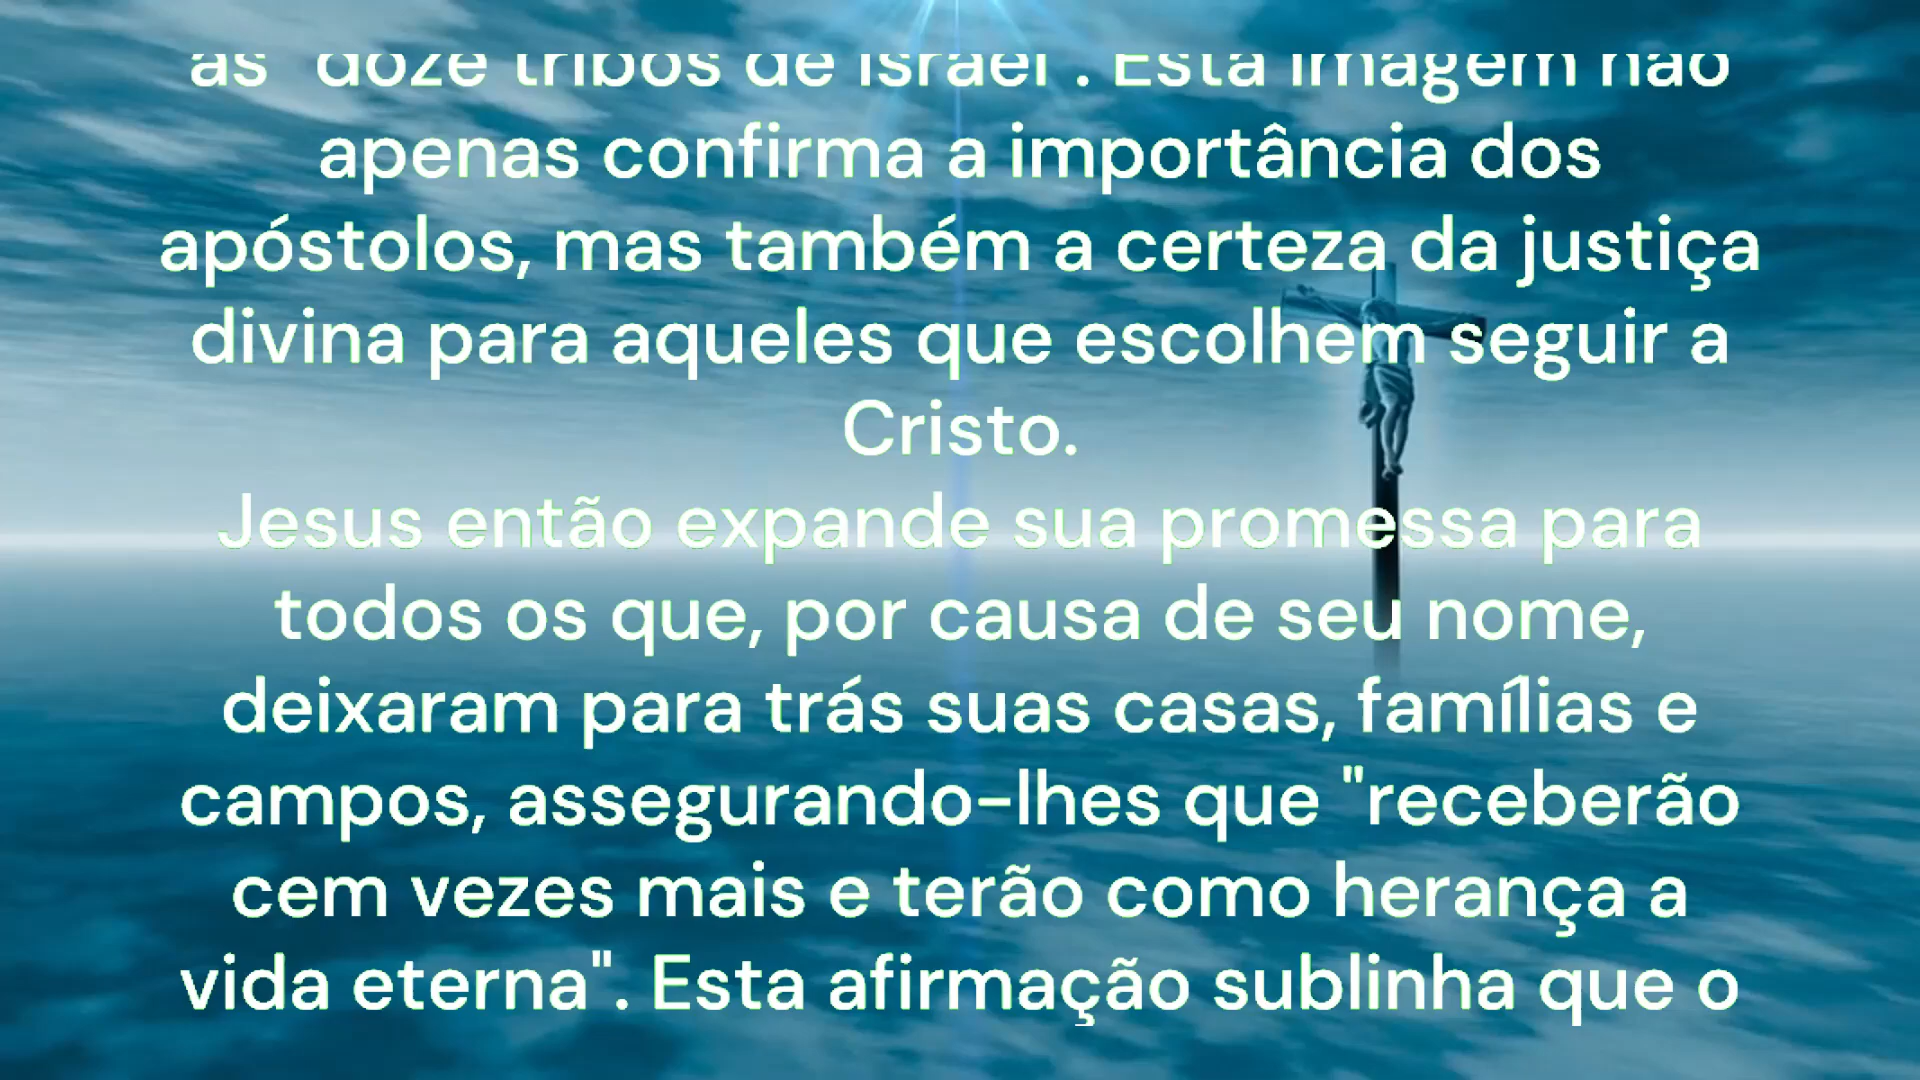 as "doze tribos de Israel". Esta imagem não
apenas confirma a importância dos
apóstolos, mas também a certeza da justiça
divina para aqueles que escolhem seguir a
Cristo.
Jesus então expande sua promessa para
todos os que, por causa de seu nome,
deixaram para trás suas casas, famílias e
campos, assegurando-lhes que "receberão
cem vezes mais e terão como herança a
vida eterna". Esta afirmação sublinha que o